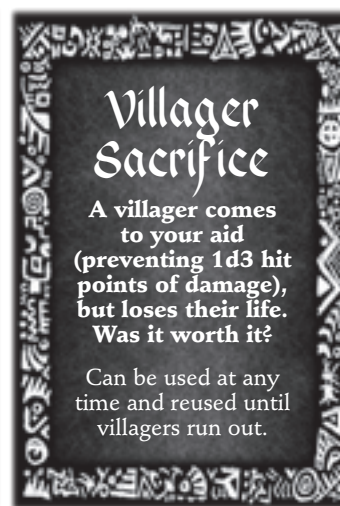 Villager
Sacrifice
A villager comes
to your aid
(preventing 1d3 hit
points of damage),
but loses their life.
Was it worth it?
Can be used at any
time and reused until
villagers run out.